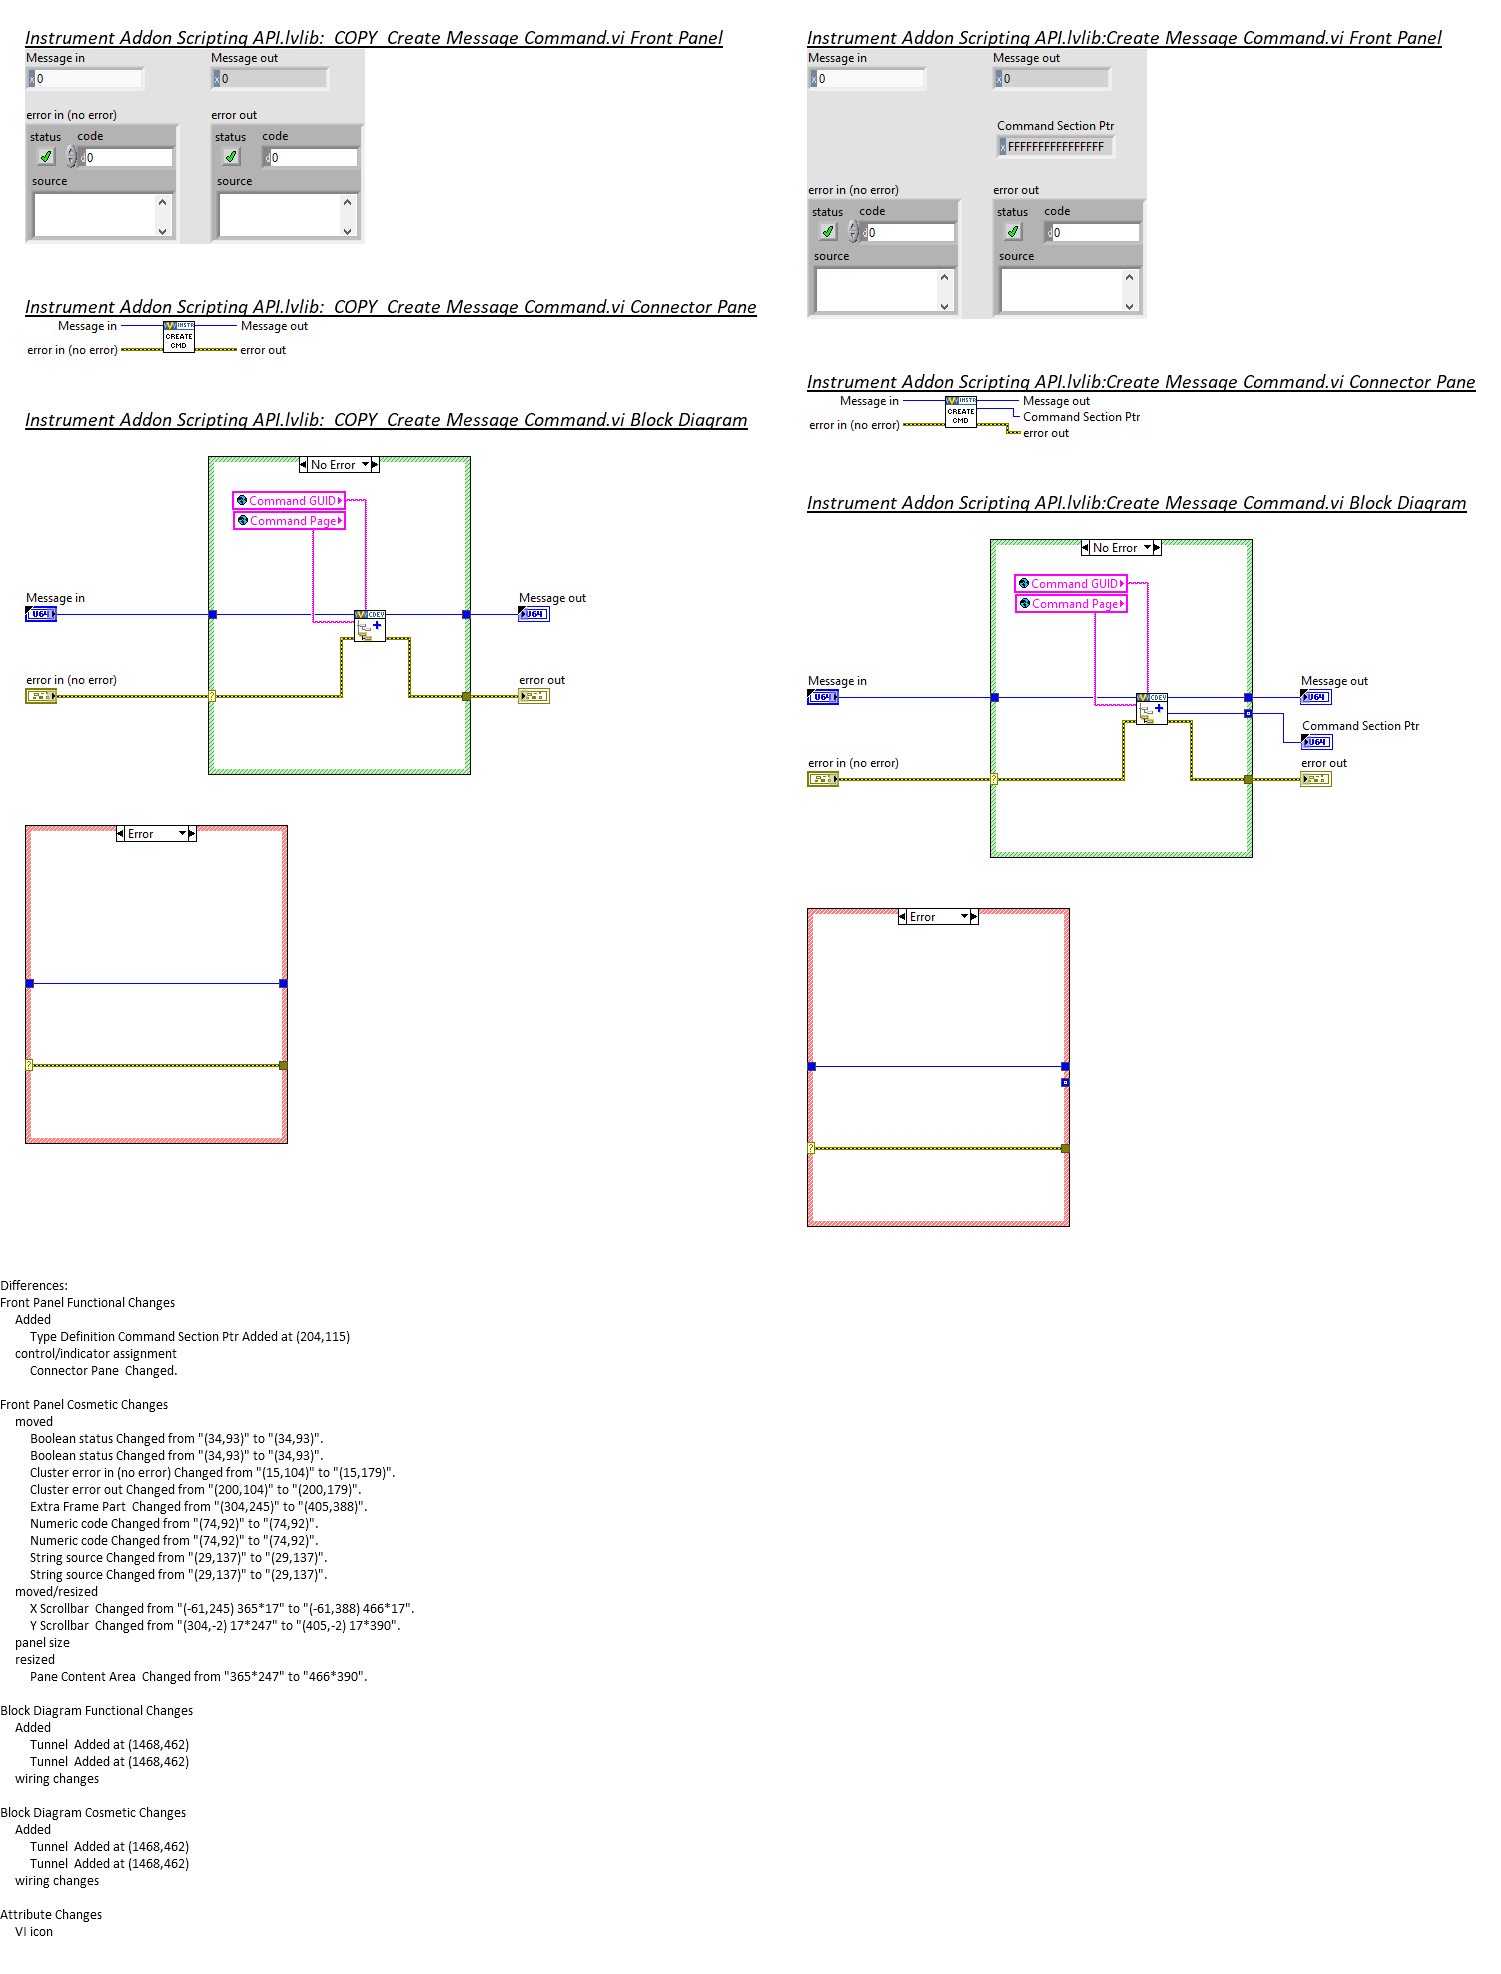 Instrument Addon Scripting API.lvlib:  COPY  Create Message Command.vi Front Panel
Message in
Message out
x 0
x 0
error in (no error)
error out
status
code
status
code
d 0
d 0
source
source
Instrument Addon Scripting API.lvlib:  COPY  Create Message Command.vi Connector Pane
Message in
INSTR
Message out
CREATE
CMD
error in (no error)
error out
Instrument Addon Scripting API.lvlib:  COPY  Create Message Command.vi Block Diagram
No Error
Command GUID
Command Page
Message in
Message out
U64
CDEV
U64
error in (no error)
error out
?
Error
?
Instrument Addon Scripting API.lvlib:Create Message Command.vi Front Panel
Message in
Message out
x 0
x 0
Command Section Ptr
x FFFFFFFFFFFFFFFF
error in (no error)
error out
status
code
status
code
d 0
d 0
source
source
Instrument Addon Scripting API.lvlib:Create Message Command.vi Connector Pane
Message in
INSTR
Message out
CREATE
CMD
Command Section Ptr
error in (no error)
error out
Instrument Addon Scripting API.lvlib:Create Message Command.vi Block Diagram
No Error
Command GUID
Command Page
Message in
Message out
U64
CDEV
U64
Command Section Ptr
U64
error in (no error)
error out
?
Error
?
Differences:
Front Panel Functional Changes
Added
Type Definition Command Section Ptr Added at (204,115)
control/indicator assignment
Connector Pane  Changed.
Front Panel Cosmetic Changes
moved
Boolean status Changed from "(34,93)" to "(34,93)".
Boolean status Changed from "(34,93)" to "(34,93)".
Cluster error in (no error) Changed from "(15,104)" to "(15,179)".
Cluster error out Changed from "(200,104)" to "(200,179)".
Extra Frame Part  Changed from "(304,245)" to "(405,388)".
Numeric code Changed from "(74,92)" to "(74,92)".
Numeric code Changed from "(74,92)" to "(74,92)".
String source Changed from "(29,137)" to "(29,137)".
String source Changed from "(29,137)" to "(29,137)".
moved/resized
X Scrollbar  Changed from "(-61,245) 365*17" to "(-61,388) 466*17".
Y Scrollbar  Changed from "(304,-2) 17*247" to "(405,-2) 17*390".
panel size
resized
Pane Content Area  Changed from "365*247" to "466*390".
Block Diagram Functional Changes
Added
Tunnel  Added at (1468,462)
Tunnel  Added at (1468,462)
wiring changes
Block Diagram Cosmetic Changes
Added
Tunnel  Added at (1468,462)
Tunnel  Added at (1468,462)
wiring changes
Attribute Changes
VI icon